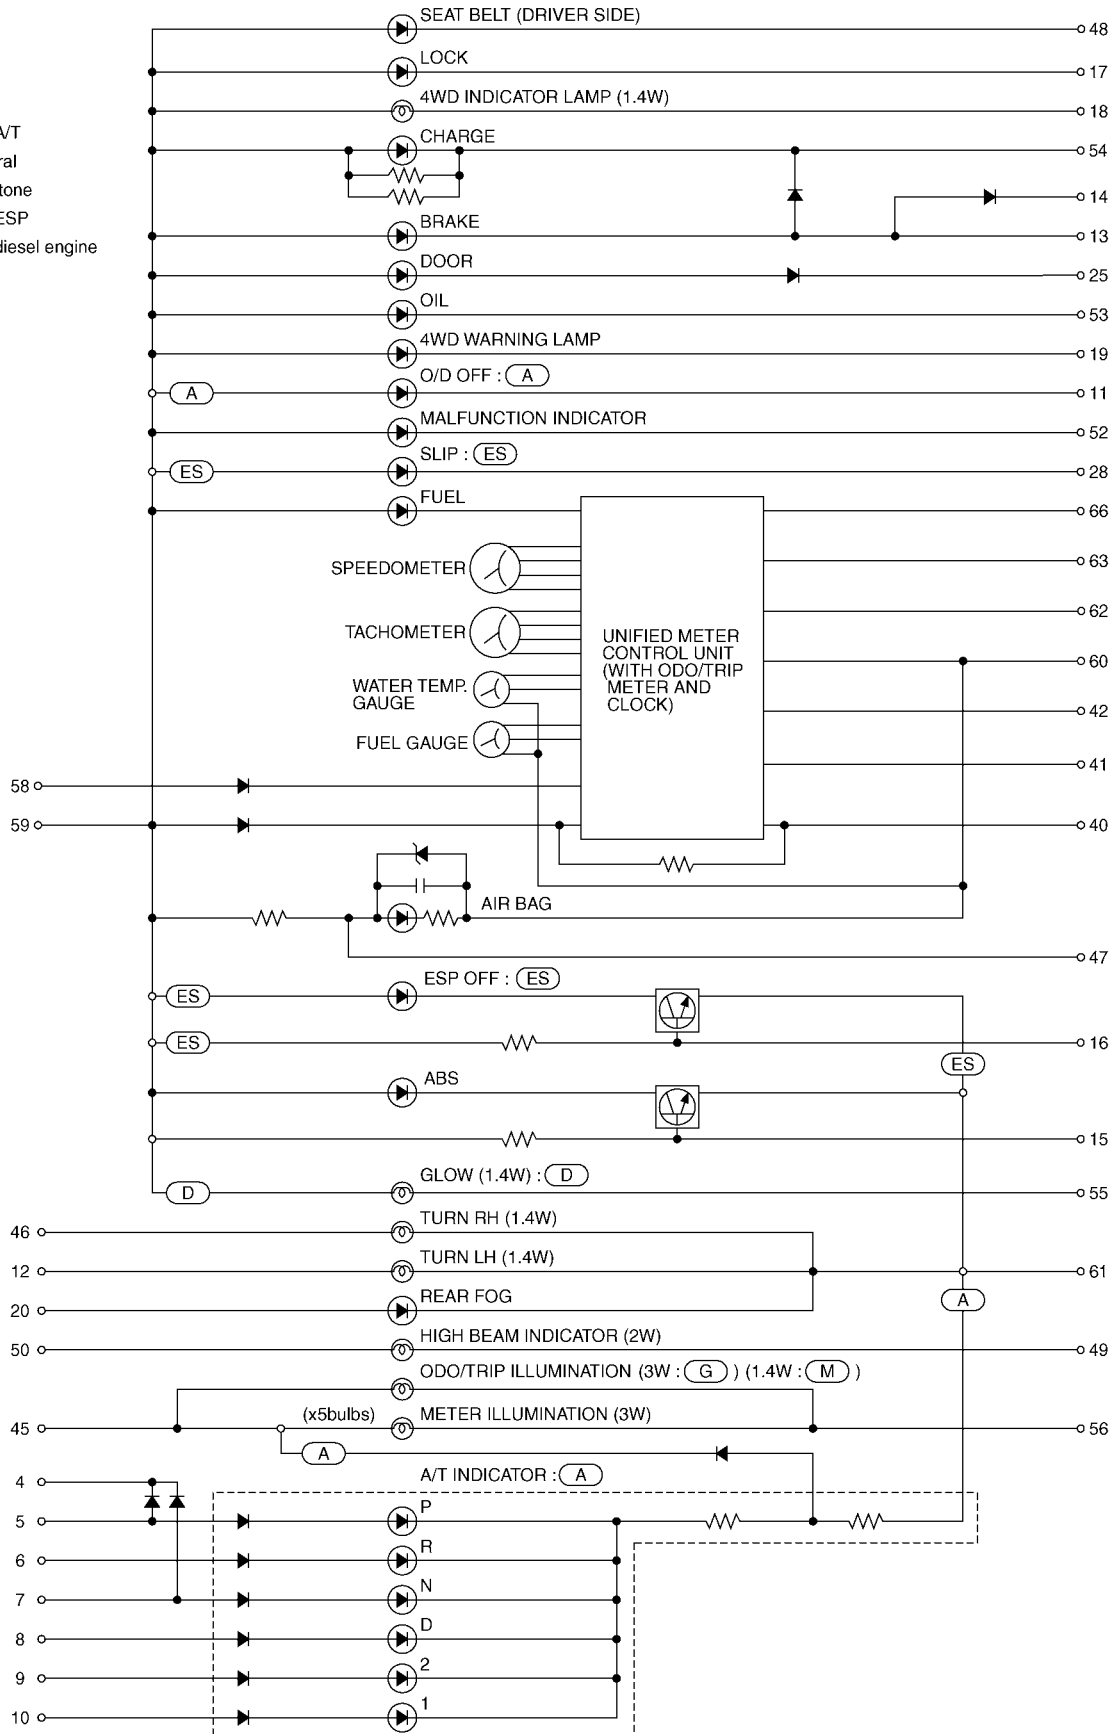 SEAT BELT (DRIVER SIDE)
48
LOCK
17
4WD INDICATOR LAMP (1.4W)
18
A/T
CHARGE
54
ral
tone
14
ESP
BRAKE
13
diesel engine
DOOR
25
OIL
53
4WD WARNING LAMP
19
O/D OFF : A
A
11
MALFUNCTION INDICATOR
52
SLIP : ES
ES
28
FUEL
66
SPEEDOMETER
63
62
TACHOMETER
UNIFIED METER
CONTROL UNIT
(WITH ODO/TRIP
METER AND
CLOCK)
60
WATER TEMP.
GAUGE
42
FUEL GAUGE
41
58
59
40
AIR BAG
47
ESP OFF : ES
ES
ES
16
ES
ABS
15
GLOW (1.4W) : D
D
55
46
TURN RH (1.4W)
12
TURN LH (1.4W)
61
20
REAR FOG
A
50
HIGH BEAM INDICATOR (2W)
49
ODO/TRIP ILLUMINATION (3W : G ) (1.4W : M )
45
(x5bulbs)
METER ILLUMINATION (3W)
56
A
4
A/T INDICATOR : A
5
P
6
R
7
N
8
D
9
2
10
1